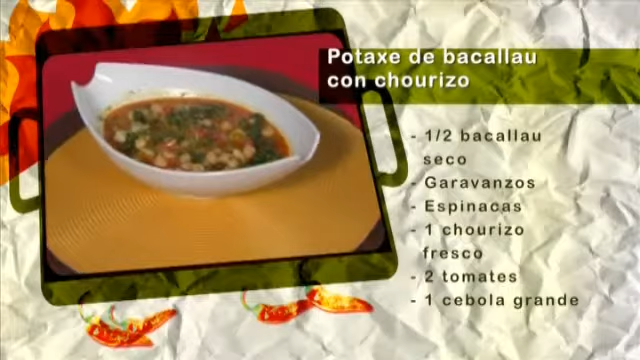 Potaxe de bacallau
con chourizo
- 1/2 bacallau
seco
- Garavanzos
- Espinacas
- 1 chourizo
fresco
- 2 tomates
- 1 cebola grande